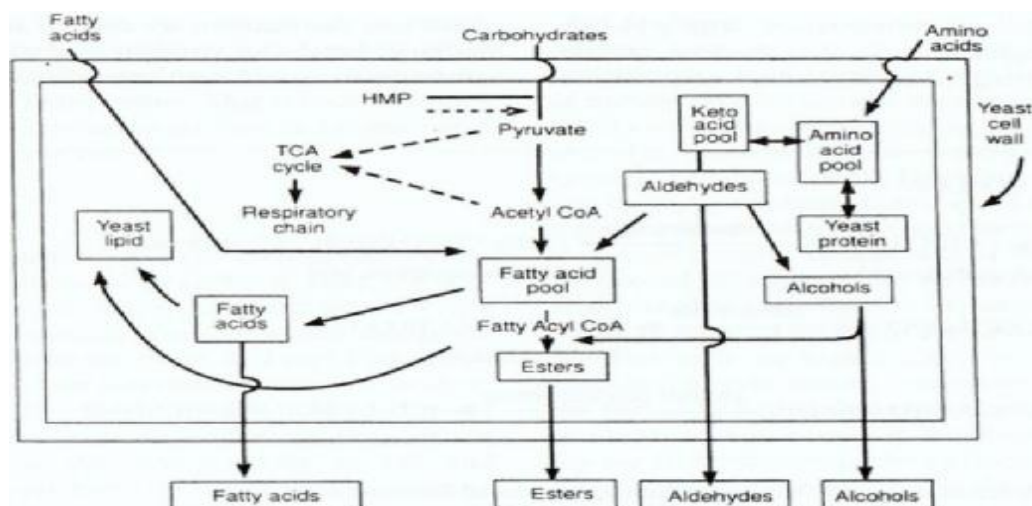 Fatty
acids
Carbohydrates
Amino
acids
HMP
Pyruvate
TCA
cycle
Respiratory
chain
Acetyl CoA
Keto
acid
pool
Amino
acid
pool
Yeast
cell
wall
Aldehydes
Yeast
protein
Yeast
lipid
Fatty acid
pool
Alcohols
Fatty
acids
Fatty Acyl CoA
Esters
Fatty acids
Esters
Aldehydes
Alcohols